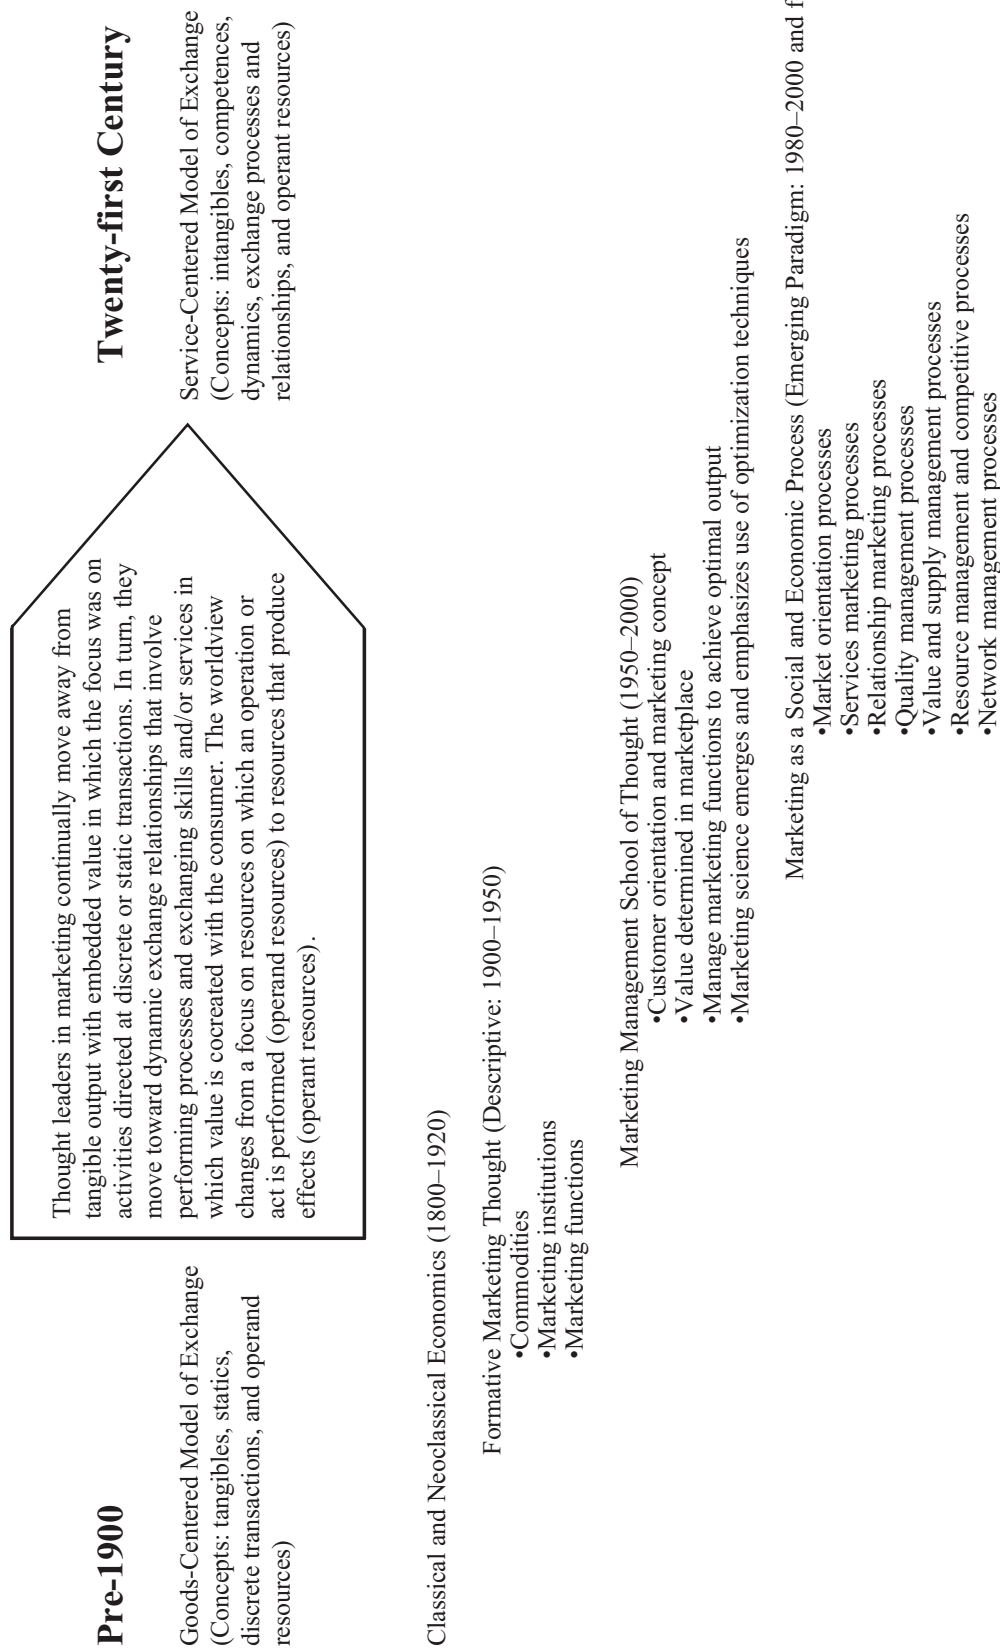 Pre-1900
Goods-Centered Model of Exchange
(Concepts: tangibles, statics,
discrete transactions, and operand
resources)
Thought leaders in marketing continually move away from
tangible output with embedded value in which the focus was on
activities directed at discrete or static transactions. In turn, they
move toward dynamic exchange relationships that involve
performing processes and exchanging skills and/or services in
which value is cocreated with the consumer. The worldview
changes from a focus on resources on which an operation or
act is performed (operand resources) to resources that produce
effects (operant resources).
Twenty-first Century
Service-Centered Model of Exchange
(Concepts: intangibles, competences,
dynamics, exchange processes and
relationships, and operant resources)
Classical and Neoclassical Economics (1800–1920)
Formative Marketing Thought (Descriptive: 1900–1950)
•Commodities
•Marketing institutions
•Marketing functions
Marketing Management School of Thought (1950–2000)
•Customer orientation and marketing concept
•Value determined in marketplace
•Manage marketing functions to achieve optimal output
•Marketing science emerges and emphasizes use of optimization techniques
Marketing as a Social and Economic Process (Emerging Paradigm: 1980–2000 and
•Market orientation processes
•Services marketing processes
•Relationship marketing processes
•Quality management processes
•Value and supply management processes
•Resource management and competitive processes
•Network management processes